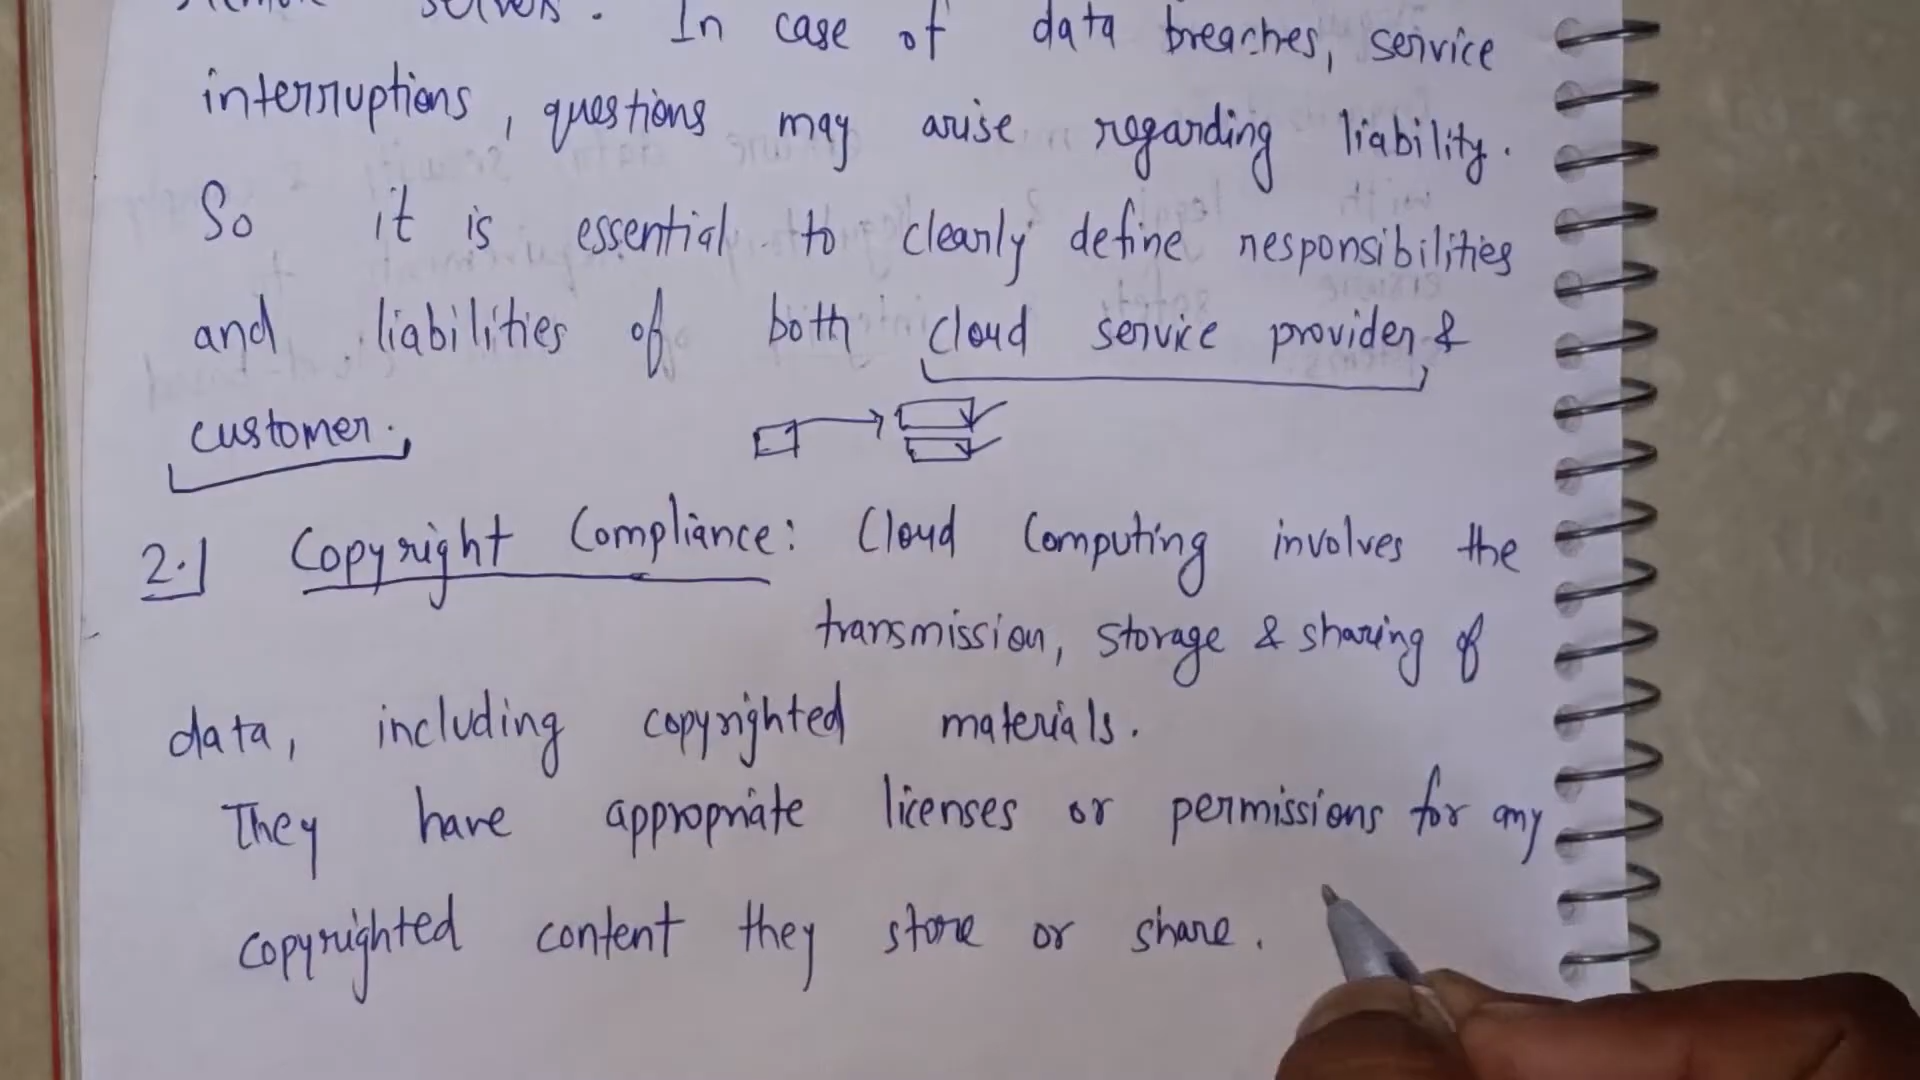 servers. In case of data breaches, service
interruptions, questions may arise regarding liability.
So it is essential to clearly define responsibilities
and liabilities of both cloud service provider &
customer.
2.] Copyright Compliance: Cloud Computing involves the
transmission, storage & sharing of
data, including copyrighted materials.
They have appropriate licenses or permissions for any
copyrighted content they store or share.